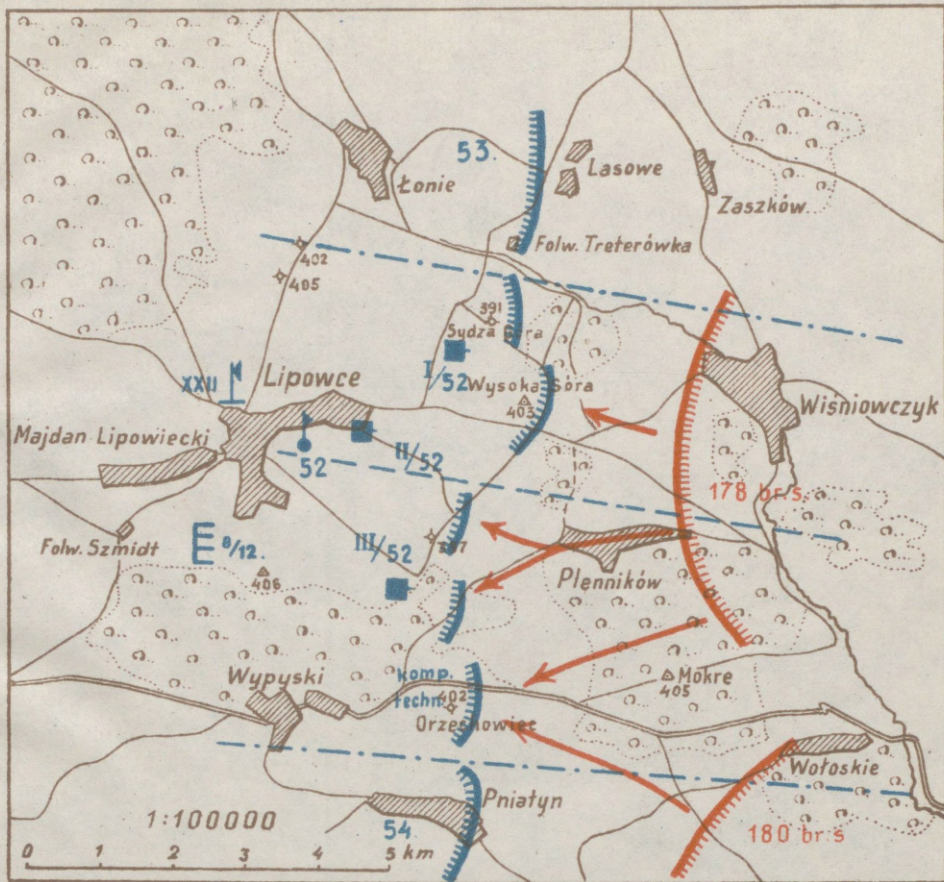 53.
Łonie
Lasowe
Zaszków
Folw. Treterówka
402
405
391
Sydza Góra
XXII
Lipowce
I/52
Wysoka Góra
403
Wiśniowczyk
Majdan Lipowiecki
52
II/52
178 br. s.
Folw. Szmidt
8/12.
III/52
406
Plenników
Wypyski
komp.
techn.
402
Orzechowiec
Mokre
405
Wołoskie
1:100000
54.
Pniatyn
180 br. s
0 1 2 3 4 5 km